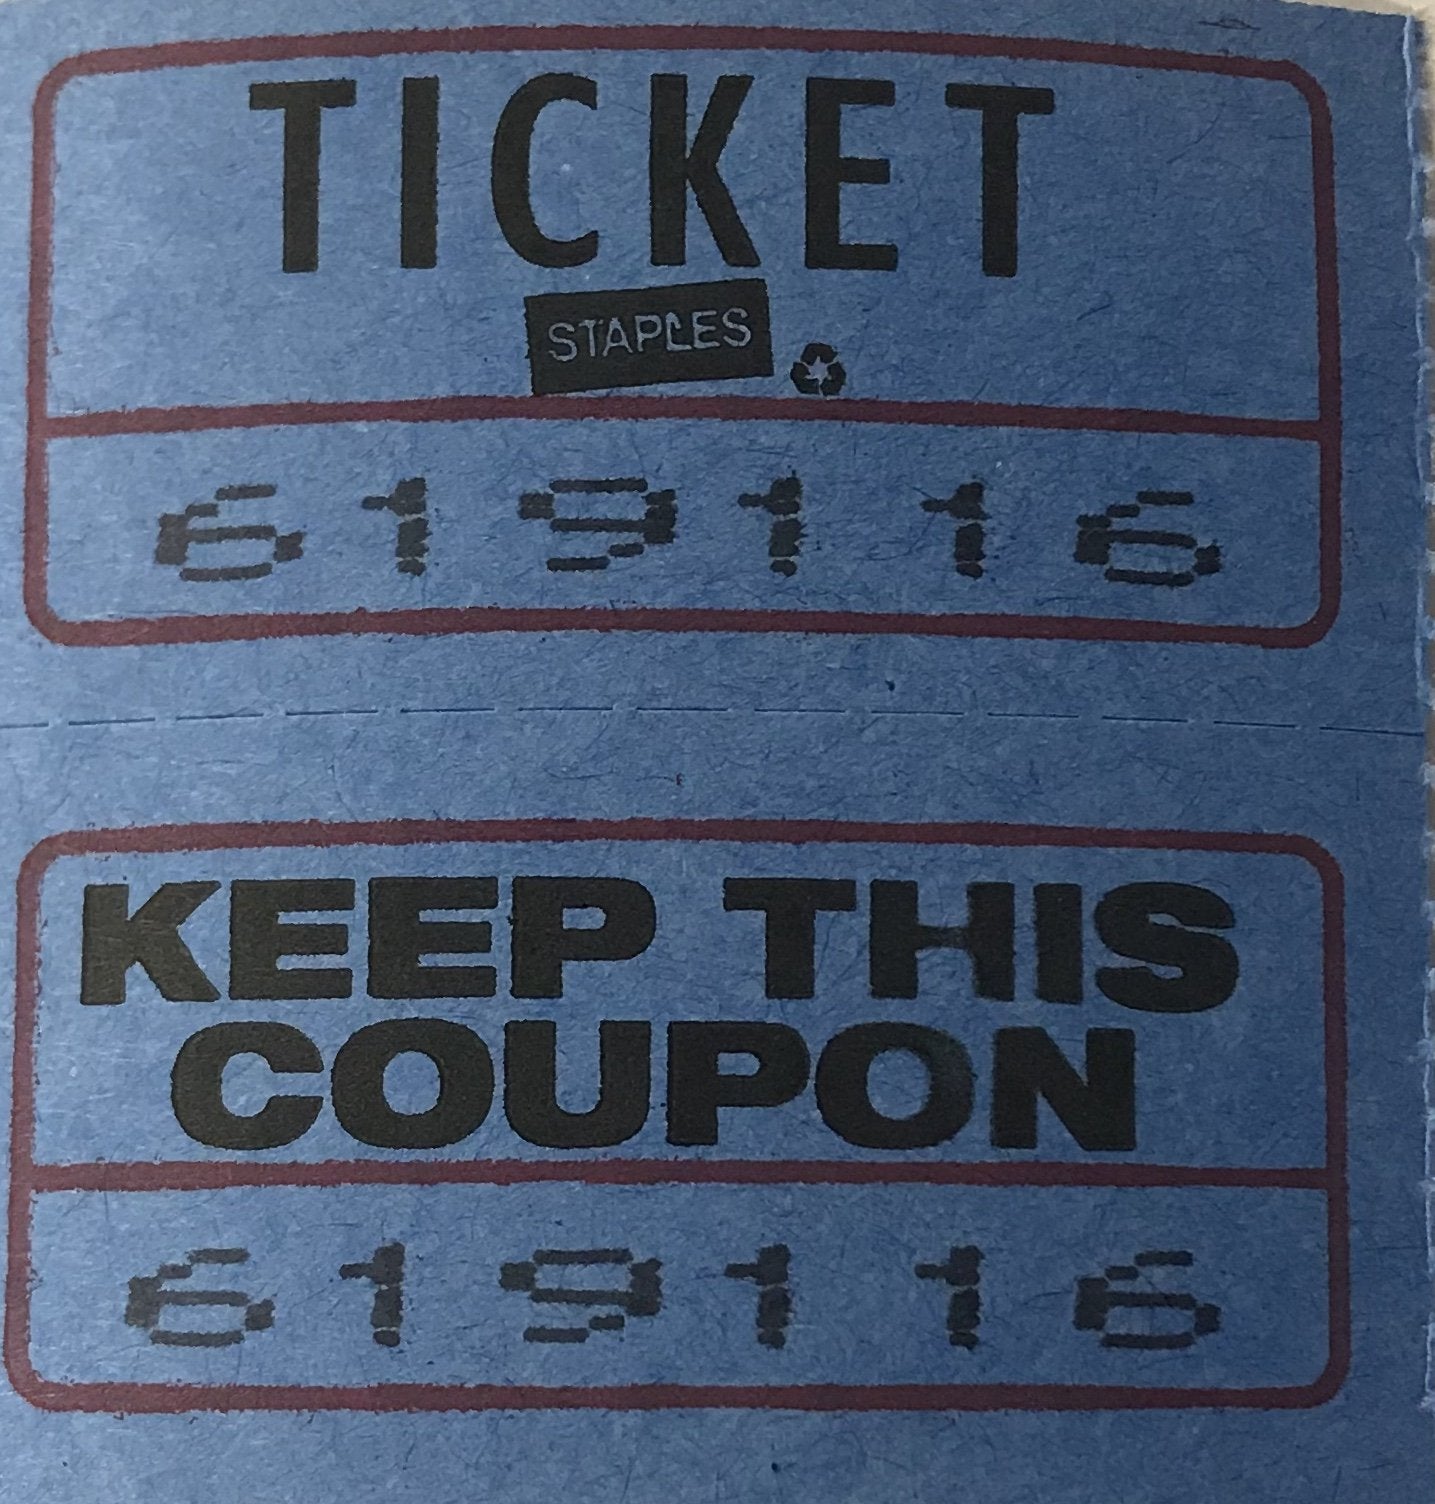 TICKET
STAPLES
619116
KEEP THIS
COUPON
619116